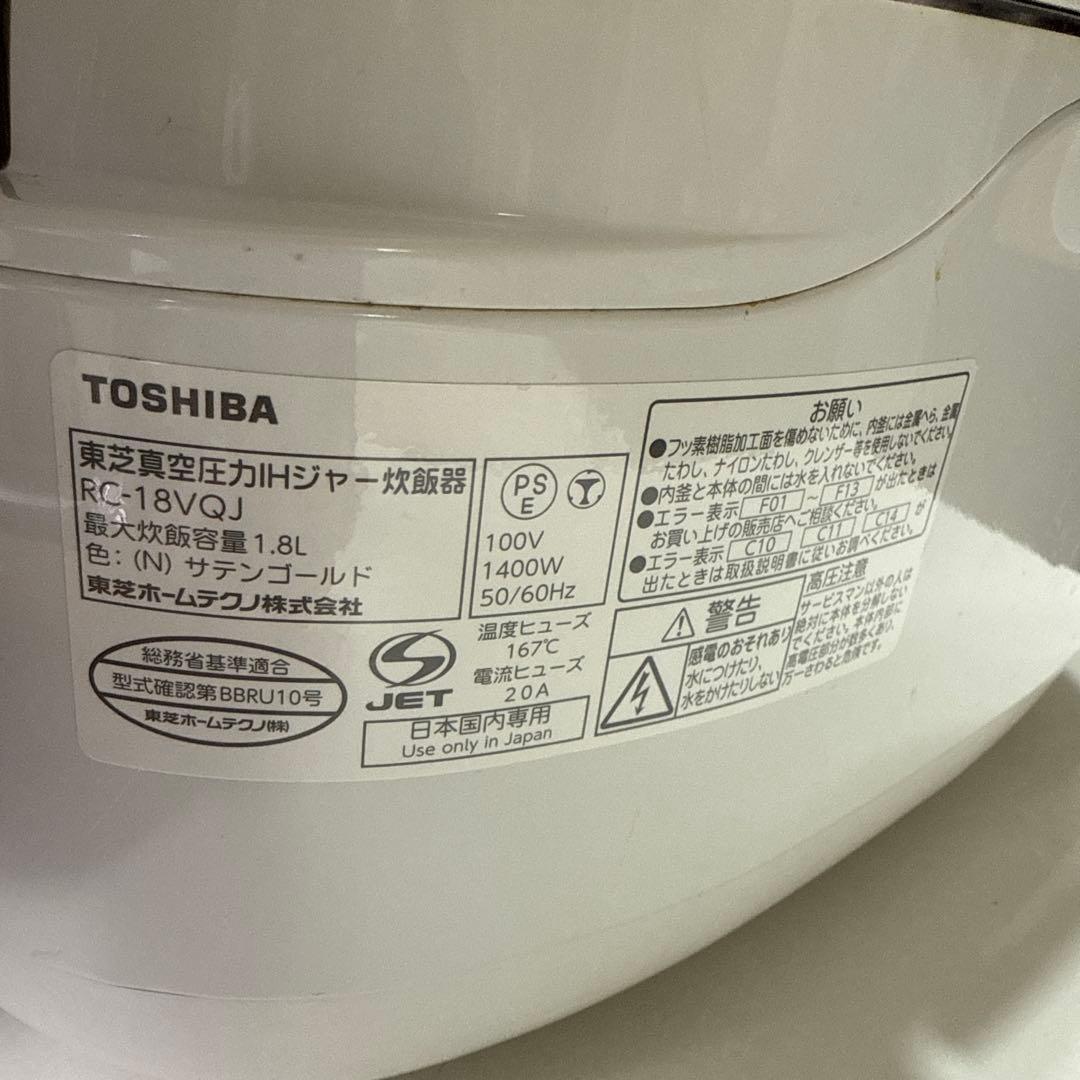 TOSHIBA
東芝真空圧力IHジャー炊飯器
RC-18VQJ
最大炊飯容量1.8L
色:(N) サテンゴールド
東芝ホームテクノ株式会社
総務省基準適合
型式確認第BBRU10号
東芝ホームテクノ(株)
PS
E
100V
1400W
50/60Hz
JET
温度ヒューズ
167℃
電流ヒューズ
20A
日本国内専用
Use only in Japan
お願い
●フッ素樹脂加工面を傷めないために、内釜には金属へら、金属
たわし、ナイロンたわし、クレンザー等を使用しないでください。
●内釜と本体の間には水を入れないでください。
●エラー表示 F01 ~ F13 が出たときは
お買い上げの販売店へご相談ください。
●エラー表示 C10 C11 C14 が
出たときは取扱説明書に従いお調べください。
警告
感電のおそれあり
水につけたり、
水をかけたりしない
高圧注意
サービスマン以外の人は
絶対に本体を分解しない
でください。本体内部に
高電圧部分が数多くあり、
万一さわると危険です。